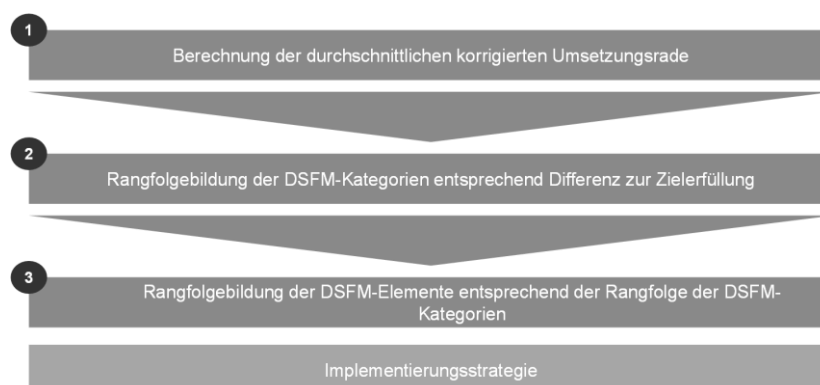 1
Berechnung der durchschnittlichen korrigierten Umsetzungsrade
2
Rangfolgebildung der DSFM-Kategorien entsprechend Differenz zur Zielerfüllung
3
Rangfolgebildung der DSFM-Elemente entsprechend der Rangfolge der DSFM-
Kategorien
Implementierungsstrategie